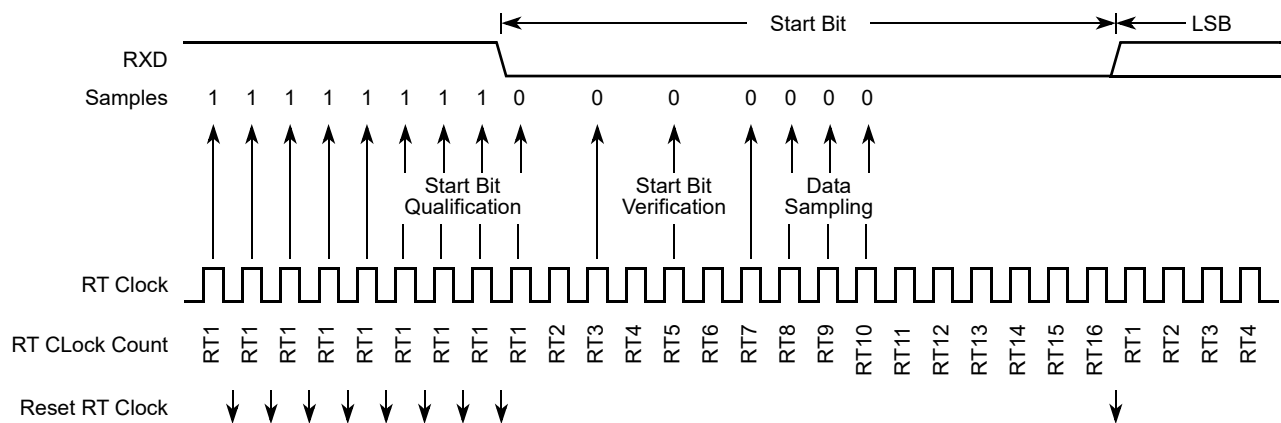 Start Bit LSB
RXD
Samples 1 1 1 1 1 1 1 1 0 0 0 0 0 0 0
Start Bit Qualification
Start Bit Verification
Data Sampling
RT Clock
RT CLock Count RT1 RT1 RT1 RT1 RT1 RT1 RT1 RT1 RT1 RT2 RT3 RT4 RT5 RT6 RT7 RT8 RT9 RT10 RT11 RT12 RT13 RT14 RT15 RT16 RT1 RT2 RT3 RT4
Reset RT Clock